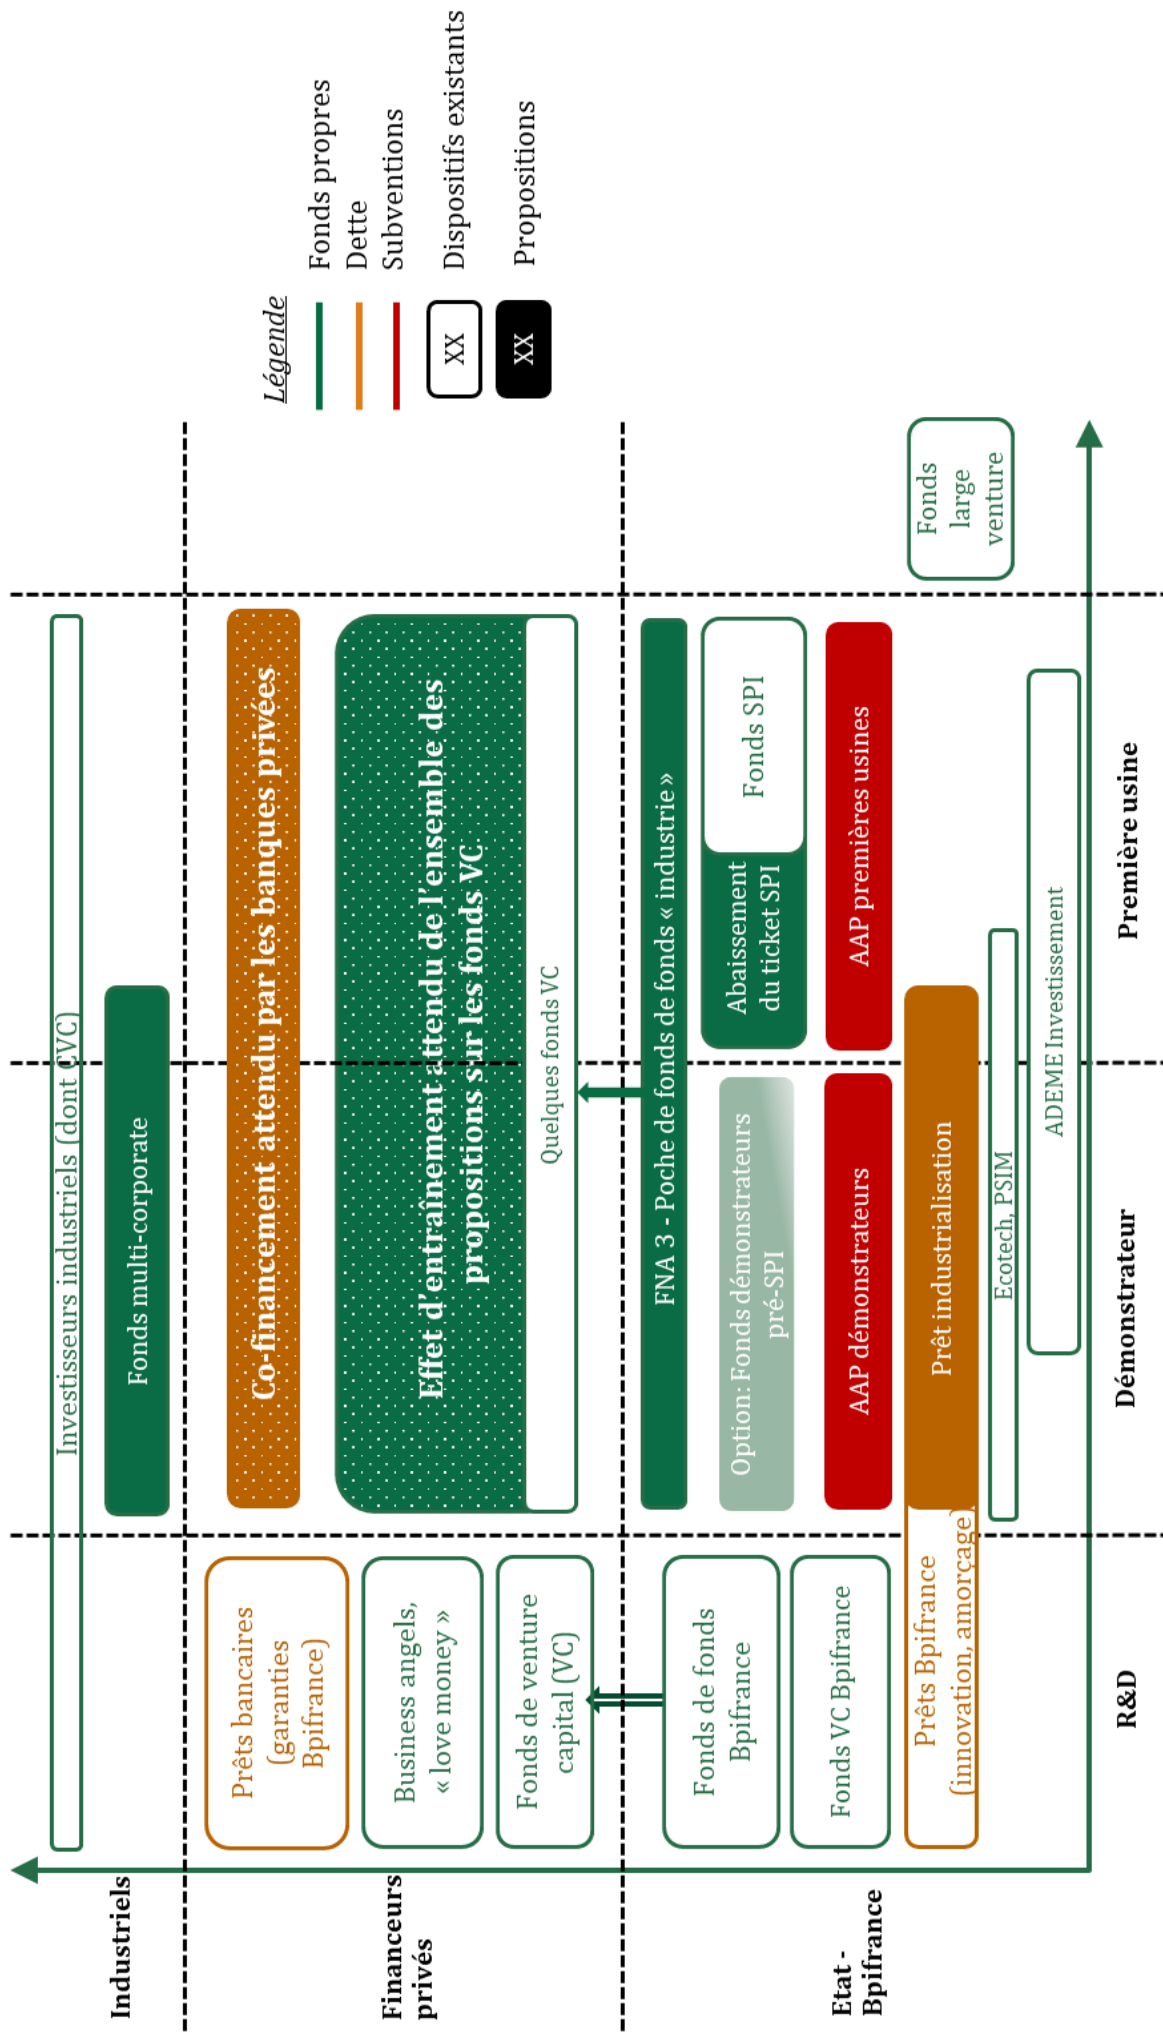 Industriels
Investisseurs industriels (dont CVC)
Fonds multi-corporate
Financeurs
privés
Prêts bancaires
(garanties
Bpifrance)
Business angels,
« love money »
Fonds de venture
capital (VC)
Co-financement attendu par les banques privées
Effet d'entraînement attendu de l'ensemble des
propositions sur les fonds VC
Quelques fonds VC
Etat -
Bpifrance
Fonds de fonds
Bpifrance
Fonds VC Bpifrance
Prêts Bpifrance
(innovation, amorçage)
FNA 3 - Poche de fonds de fonds « industrie »
Option: Fonds démonstrateurs
pré-SPI
Abaissement
du ticket SPI
Fonds SPI
AAP démonstrateurs
AAP premières usines
Prêt industrialisation
Ecotech, PSIM
ADEME Investissement
Fonds
large
venture
R&D
Démonstrateur
Première usine
Légende
Fonds propres
Dette
Subventions
XX
Dispositifs existants
XX
Propositions